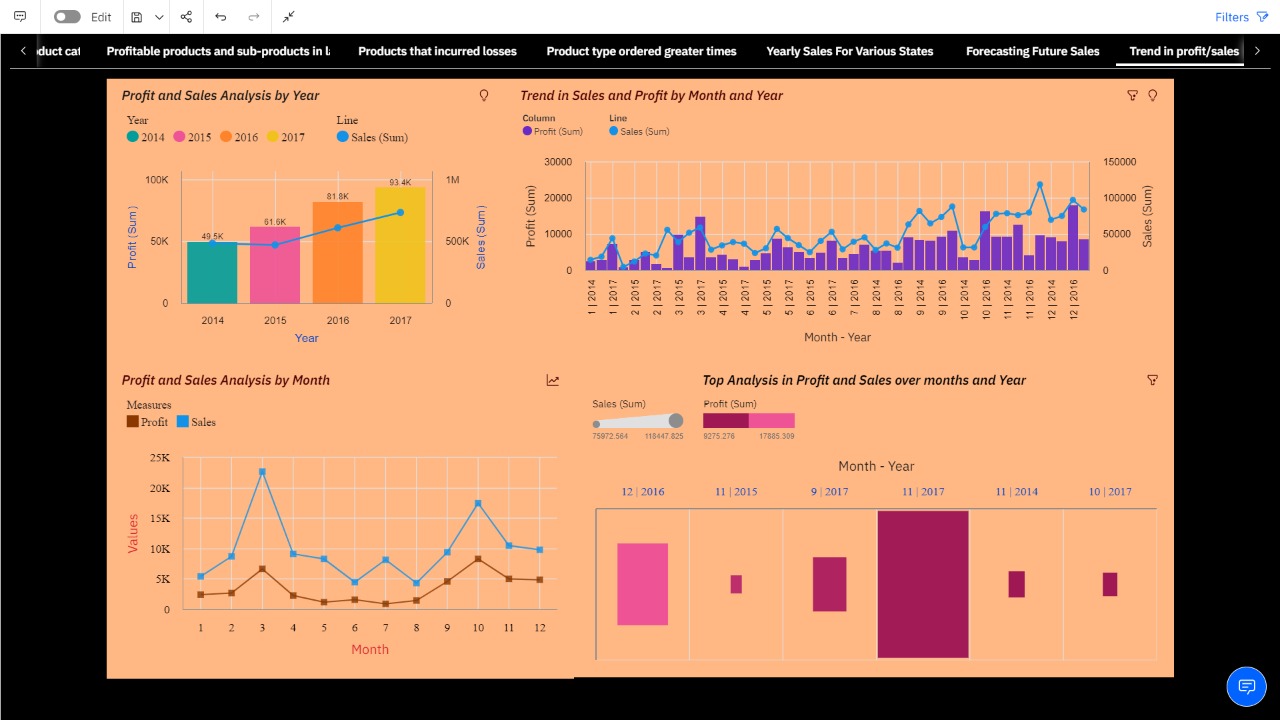 Edit
Filters
duct cat
Profitable products and sub-products in l
Products that incurred losses
Product type ordered greater times
Yearly Sales For Various States
Forecasting Future Sales
Trend in profit/sales
Profit and Sales Analysis by Year
Year
Line
2014 2015 2016 2017 Sales (Sum)
100K 50K 0
Profit (Sum)
49.5K 61.6K 81.8K 93.4K
1M 500K 0
Sales (Sum)
2014 2015 2016 2017
Year
Trend in Sales and Profit by Month and Year
Column Line
Profit (Sum) Sales (Sum)
30000 20000 10000 0
Profit (Sum)
150000 100000 50000 0
Sales (Sum)
1 | 2014 1 | 2017 2 | 2015 2 | 2017 3 | 2015 3 | 2017 4 | 2015 4 | 2017 5 | 2015 5 | 2017 6 | 2015 6 | 2017 7 | 2016 8 | 2014 8 | 2016 9 | 2014 9 | 2016 10 | 2014 10 | 2016 11 | 2014 11 | 2016 12 | 2014 12 | 2016
Month - Year
Profit and Sales Analysis by Month
Measures
Profit Sales
25K 20K 15K 10K 5K 0
Values
1 2 3 4 5 6 7 8 9 10 11 12
Month
Top Analysis in Profit and Sales over months and Year
Sales (Sum) Profit (Sum)
75972.564 118447.825 9275.276 17885.309
Month - Year
12 | 2016 11 | 2015 9 | 2017 11 | 2017 11 | 2014 10 | 2017